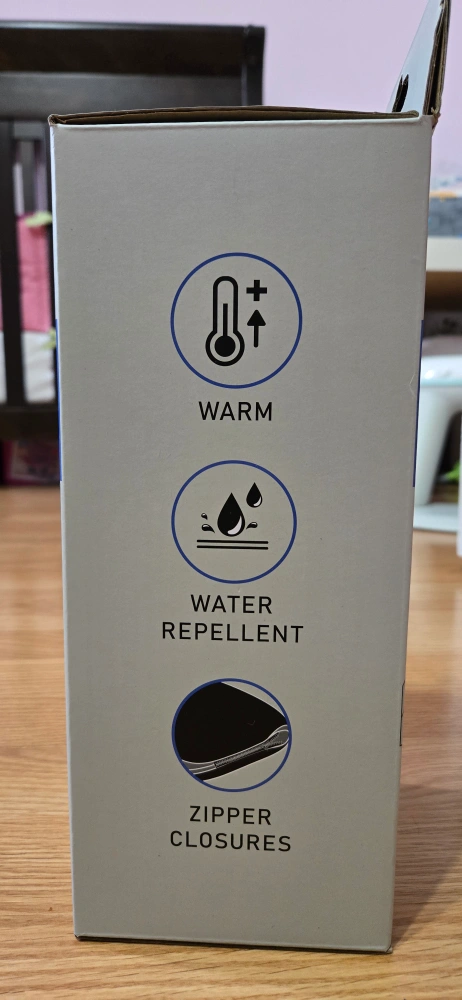 WARM
WATER
REPELLENT
ZIPPER
CLOSURES